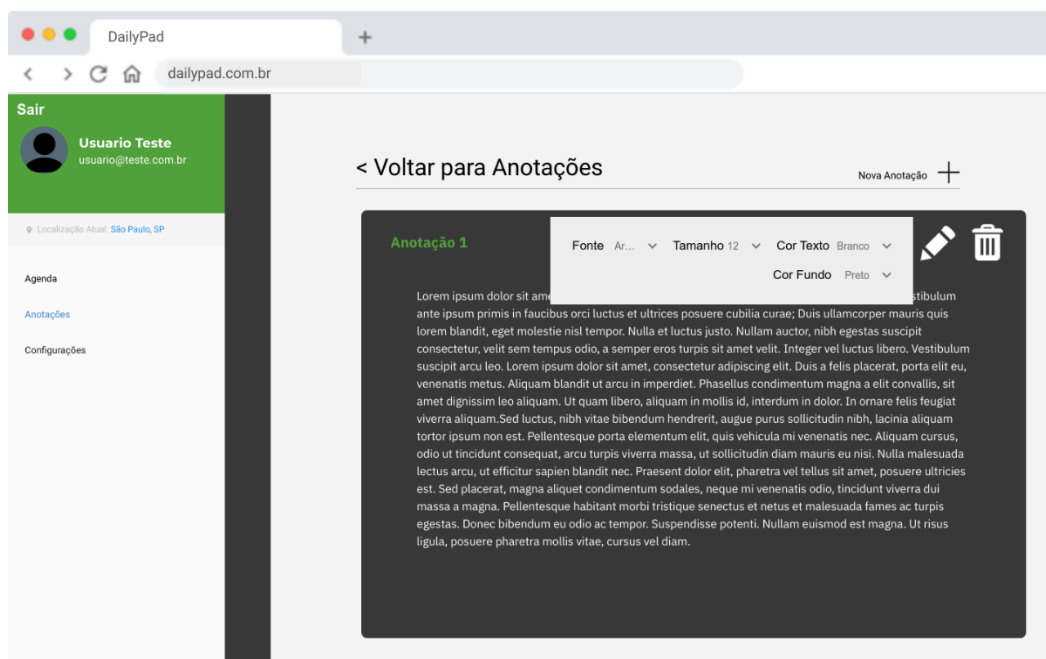 DailyPad
dailypad.com.br
Sair
Usuario Teste
usuario@teste.com.br
Localização Atual: São Paulo, SP
Agenda
Anotações
Configurações
< Voltar para Anotações
Nova Anotação
Anotação 1
Fonte Ar... Tamanho 12 Cor Texto Branco
Cor Fundo Preto
Lorem ipsum dolor sit ame stibulum
ante ipsum primis in faucibus orci luctus et ultrices posuere cubilia curae; Duis ullamcorper mauris quis
lorem blandit, eget molestie nisl tempor. Nulla et luctus justo. Nullam auctor, nibh egestas suscipit
consectetur, velit sem tempus odio, a semper eros turpis sit amet velit. Integer vel luctus libero. Vestibulum
suscipit arcu leo. Lorem ipsum dolor sit amet, consectetur adipiscing elit. Duis a felis placerat, porta elit eu,
venenatis metus. Aliquam blandit ut arcu in imperdiet. Phasellus condimentum magna a elit convallis, sit
amet dignissim leo aliquam. Ut quam libero, aliquam in mollis id, interdum in dolor. In ornare felis feugiat
viverra aliquam.Sed luctus, nibh vitae bibendum hendrerit, augue purus sollicitudin nibh, lacinia aliquam
tortor ipsum non est. Pellentesque porta elementum elit, quis vehicula mi venenatis nec. Aliquam cursus,
odio ut tincidunt consequat, arcu turpis viverra massa, ut sollicitudin diam mauris eu nisi. Nulla malesuada
lectus arcu, ut efficitur sapien blandit nec. Praesent dolor elit, pharetra vel tellus sit amet, posuere ultricies
est. Sed placerat, magna aliquet condimentum sodales, neque mi venenatis odio, tincidunt viverra dui
massa a magna. Pellentesque habitant morbi tristique senectus et netus et malesuada fames ac turpis
egestas. Donec bibendum eu odio ac tempor. Suspendisse potenti. Nullam euismod est magna. Ut risus
ligula, posuere pharetra mollis vitae, cursus vel diam.